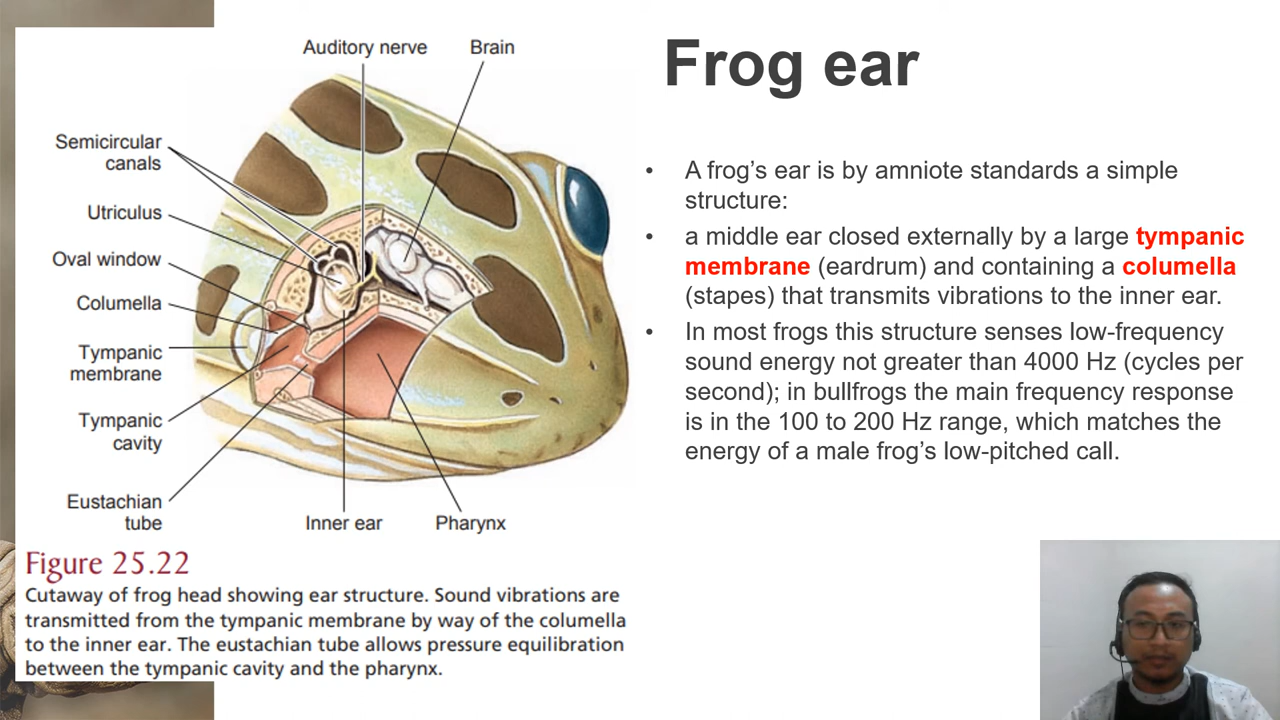 Frog ear
Auditory nerve
Brain
Semicircular
canals
Utriculus
Oval window
Columella
Tympanic
membrane
Tympanic
cavity
Eustachian
tube
Inner ear
Pharynx
Figure 25.22
Cutaway of frog head showing ear structure. Sound vibrations are
transmitted from the tympanic membrane by way of the columella
to the inner ear. The eustachian tube allows pressure equilibration
between the tympanic cavity and the pharynx.
• A frog’s ear is by amniote standards a simple
structure:
• a middle ear closed externally by a large tympanic
membrane (eardrum) and containing a columella
(stapes) that transmits vibrations to the inner ear.
• In most frogs this structure senses low-frequency
sound energy not greater than 4000 Hz (cycles per
second); in bullfrogs the main frequency response
is in the 100 to 200 Hz range, which matches the
energy of a male frog’s low-pitched call.